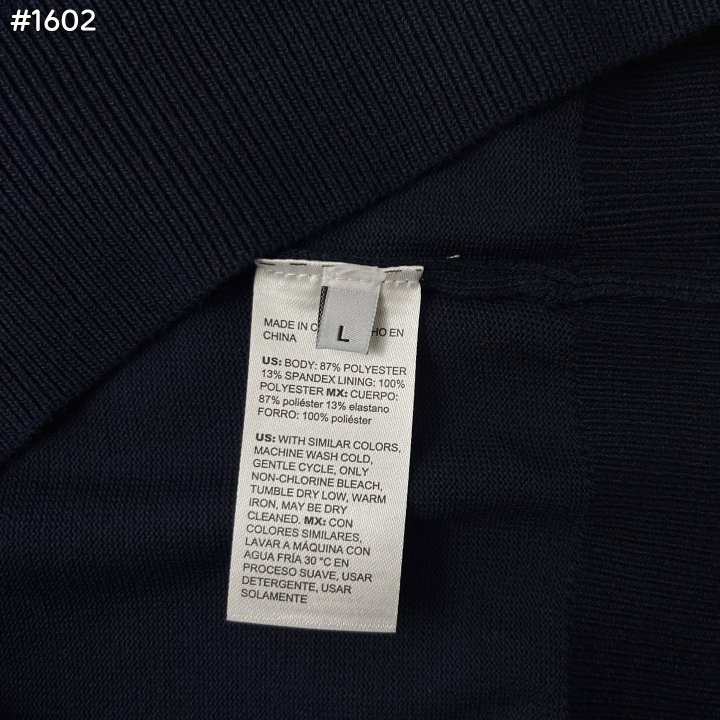 #1602
L
MADE IN HO EN
CHINA
US: BODY: 87% POLYESTER
13% SPANDEX LINING: 100%
POLYESTER MX: CUERPO:
87% poliéster 13% elastano
FORRO: 100% poliéster
US: WITH SIMILAR COLORS,
MACHINE WASH COLD,
GENTLE CYCLE, ONLY
NON-CHLORINE BLEACH,
TUMBLE DRY LOW, WARM
IRON, MAY BE DRY
CLEANED. MX: CON
COLORES SIMILARES,
LAVAR A MÁQUINA CON
AGUA FRÍA 30 °C EN
PROCESO SUAVE, USAR
DETERGENTE, USAR
SOLAMENTE